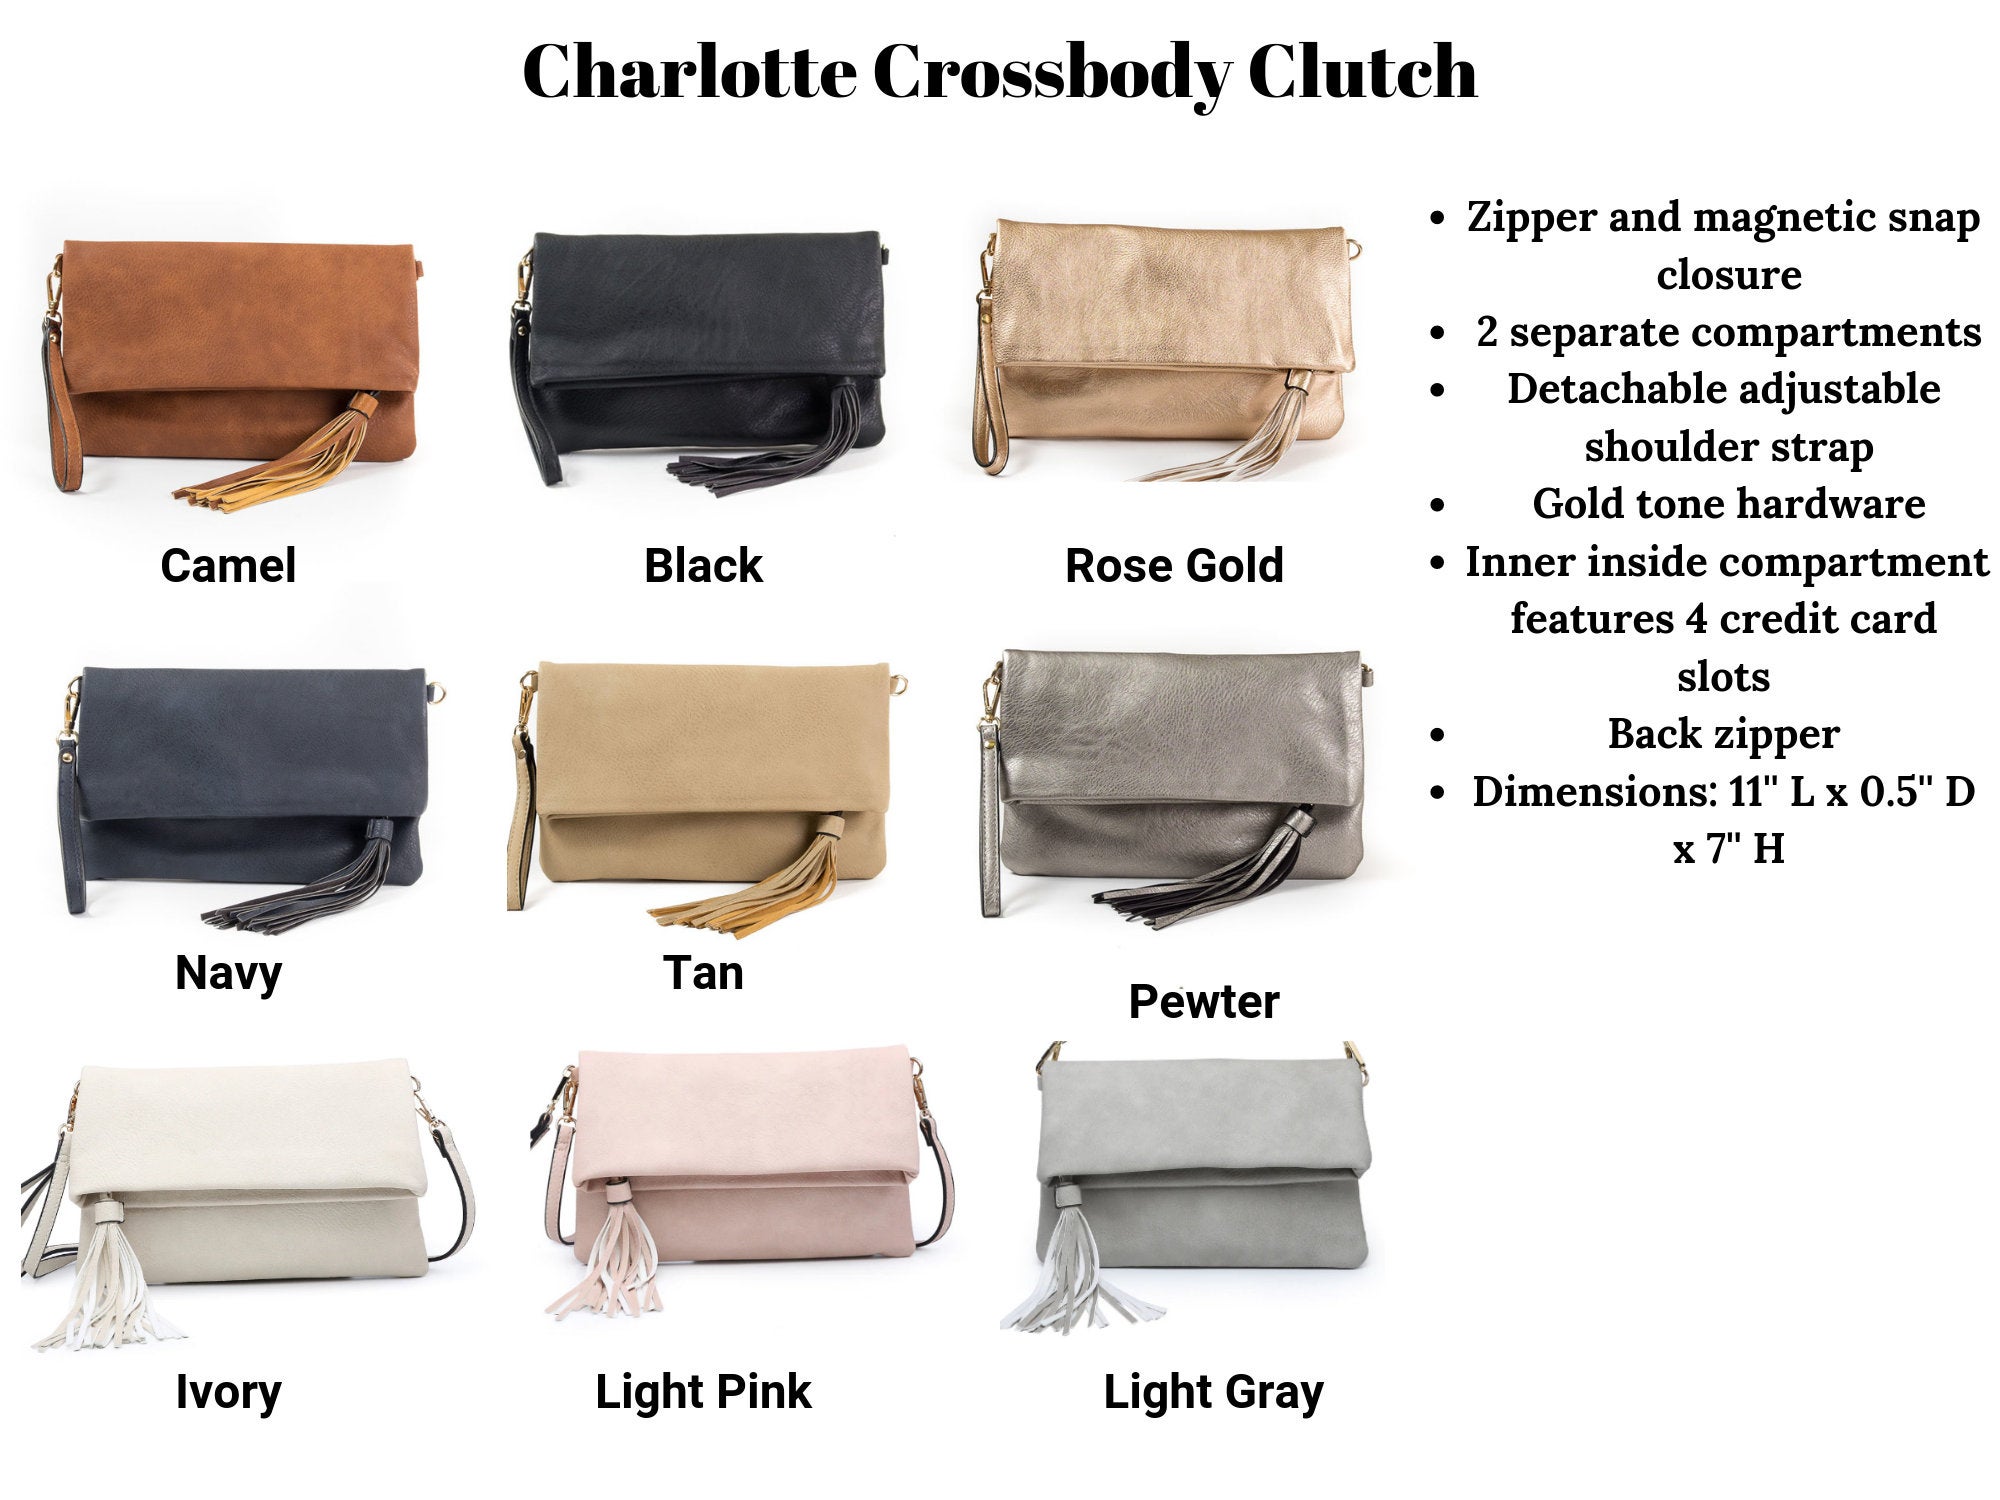 Charlotte Crossbody Clutch
Camel
Black
Rose Gold
Navy
Tan
Pewter
Ivory
Light Pink
Light Gray
• Zipper and magnetic snap
closure
• 2 separate compartments
• Detachable adjustable
shoulder strap
• Gold tone hardware
• Inner inside compartment
features 4 credit card
slots
• Back zipper
• Dimensions: 11" L x 0.5" D
x 7" H